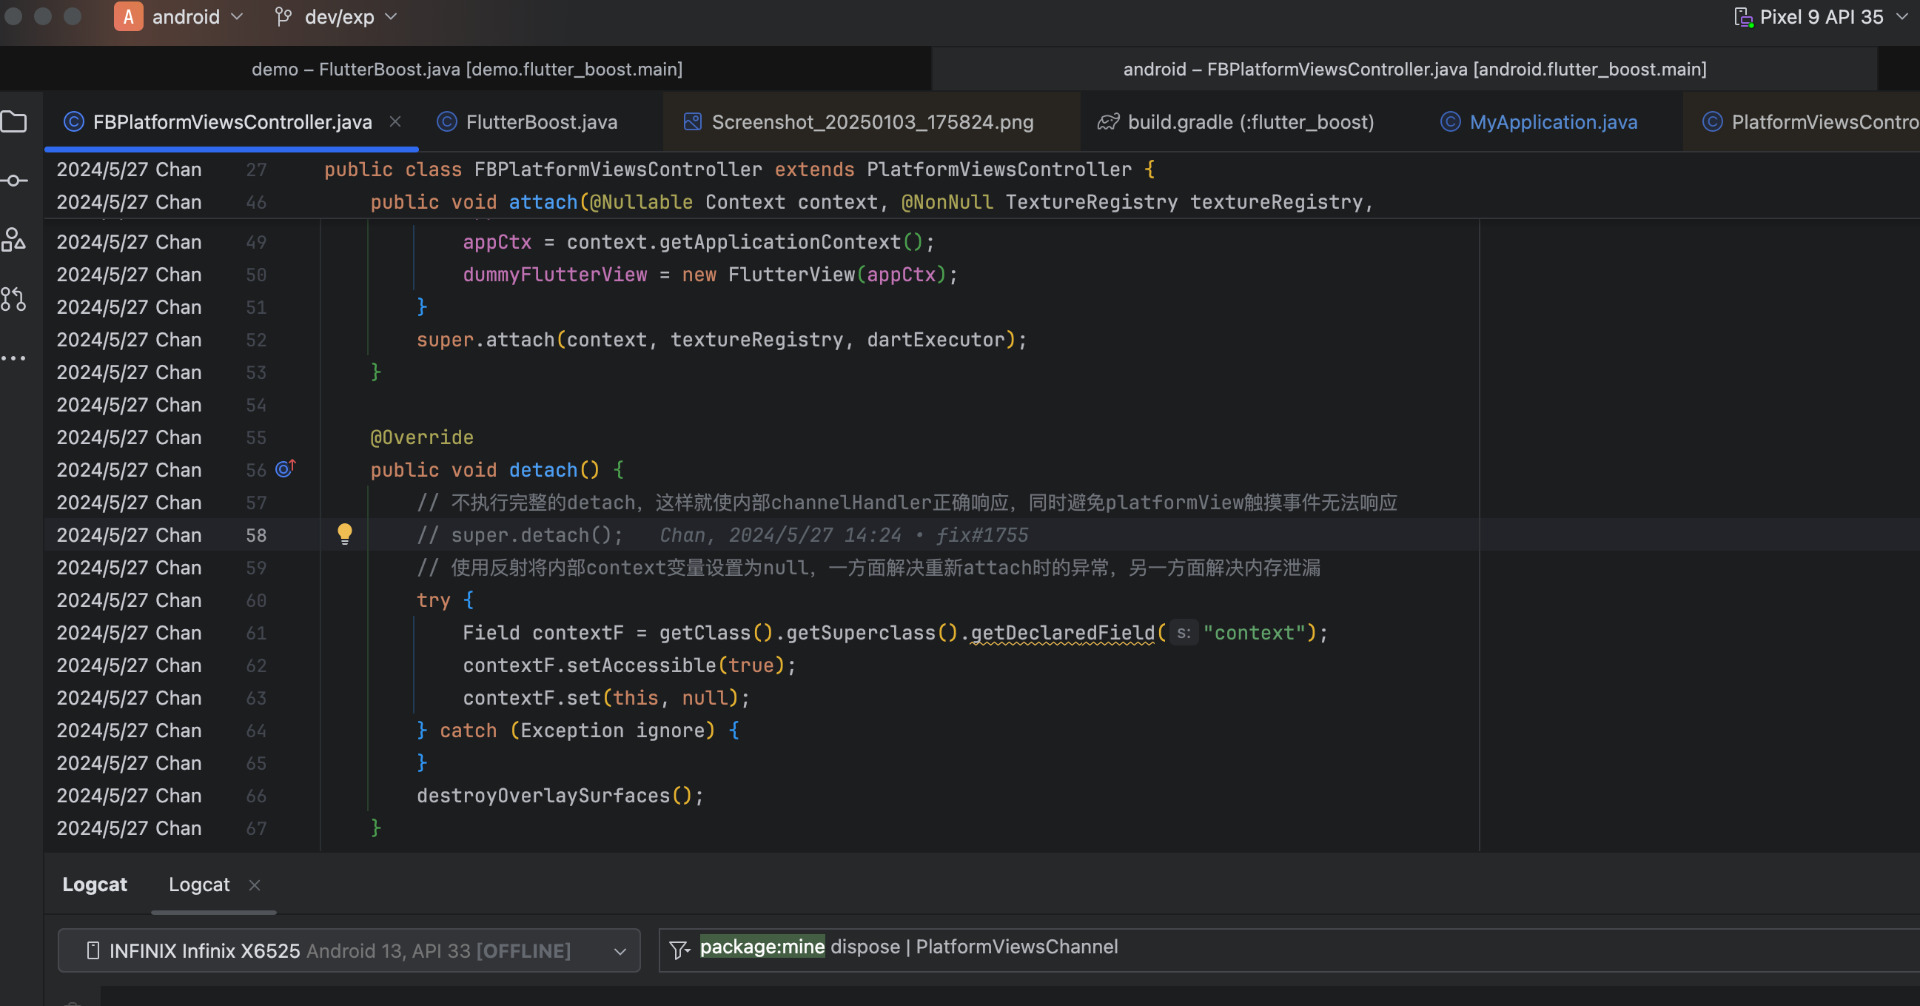 A android dev/exp Pixel 9 API 35
demo – FlutterBoost.java [demo.flutter_boost.main] android – FBPlatformViewsController.java [android.flutter_boost.main]
FBPlatformViewsController.java FlutterBoost.java Screenshot_20250103_175824.png build.gradle (:flutter_boost) MyApplication.java PlatformViewsContro
2024/5/27 Chan 27 public class FBPlatformViewsController extends PlatformViewsController {
2024/5/27 Chan 46 public void attach(@Nullable Context context, @NonNull TextureRegistry textureRegistry,
2024/5/27 Chan 49 appCtx = context.getApplicationContext();
2024/5/27 Chan 50 dummyFlutterView = new FlutterView(appCtx);
2024/5/27 Chan 51 }
2024/5/27 Chan 52 super.attach(context, textureRegistry, dartExecutor);
2024/5/27 Chan 53 }
2024/5/27 Chan 54
2024/5/27 Chan 55 @Override
2024/5/27 Chan 56 public void detach() {
2024/5/27 Chan 57 // 不执行完整的detach，这样就使内部channelHandler正确响应，同时避免platformView触摸事件无法响应
2024/5/27 Chan 58 // super.detach(); Chan, 2024/5/27 14:24 • fix#1755
2024/5/27 Chan 59 // 使用反射将内部context变量设置为null，一方面解决重新attach时的异常，另一方面解决内存泄漏
2024/5/27 Chan 60 try {
2024/5/27 Chan 61 Field contextF = getClass().getSuperclass().getDeclaredField( s: "context");
2024/5/27 Chan 62 contextF.setAccessible(true);
2024/5/27 Chan 63 contextF.set(this, null);
2024/5/27 Chan 64 } catch (Exception ignore) {
2024/5/27 Chan 65 }
2024/5/27 Chan 66 destroyOverlaySurfaces();
2024/5/27 Chan 67 }
Logcat Logcat
INFINIX Infinix X6525 Android 13, API 33 [OFFLINE] package:mine dispose | PlatformViewsChannel